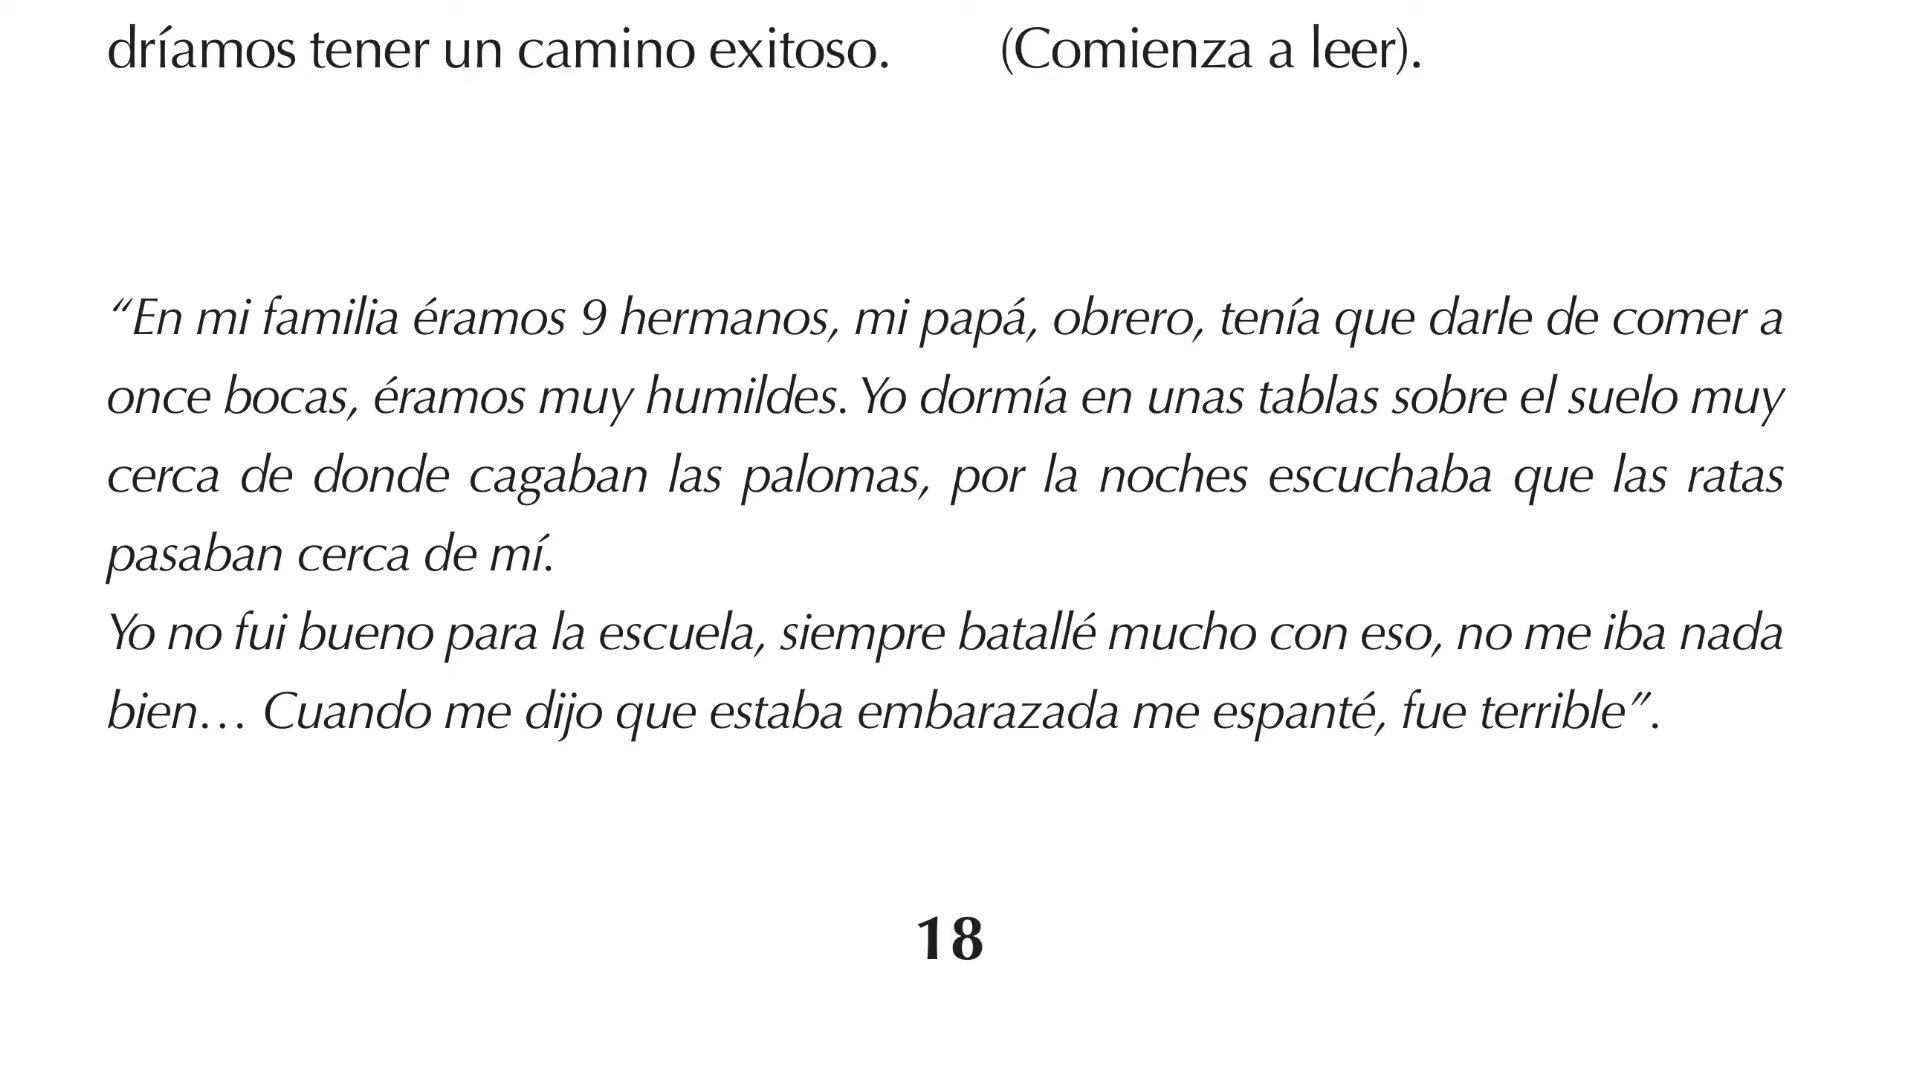 dríamos tener un camino exitoso. (Comienza a leer).
“En mi familia éramos 9 hermanos, mi papá, obrero, tenía que darle de comer a
once bocas, éramos muy humildes. Yo dormía en unas tablas sobre el suelo muy
cerca de donde cagaban las palomas, por la noches escuchaba que las ratas
pasaban cerca de mí.
Yo no fui bueno para la escuela, siempre batallé mucho con eso, no me iba nada
bien… Cuando me dijo que estaba embarazada me espanté, fue terrible”.
18